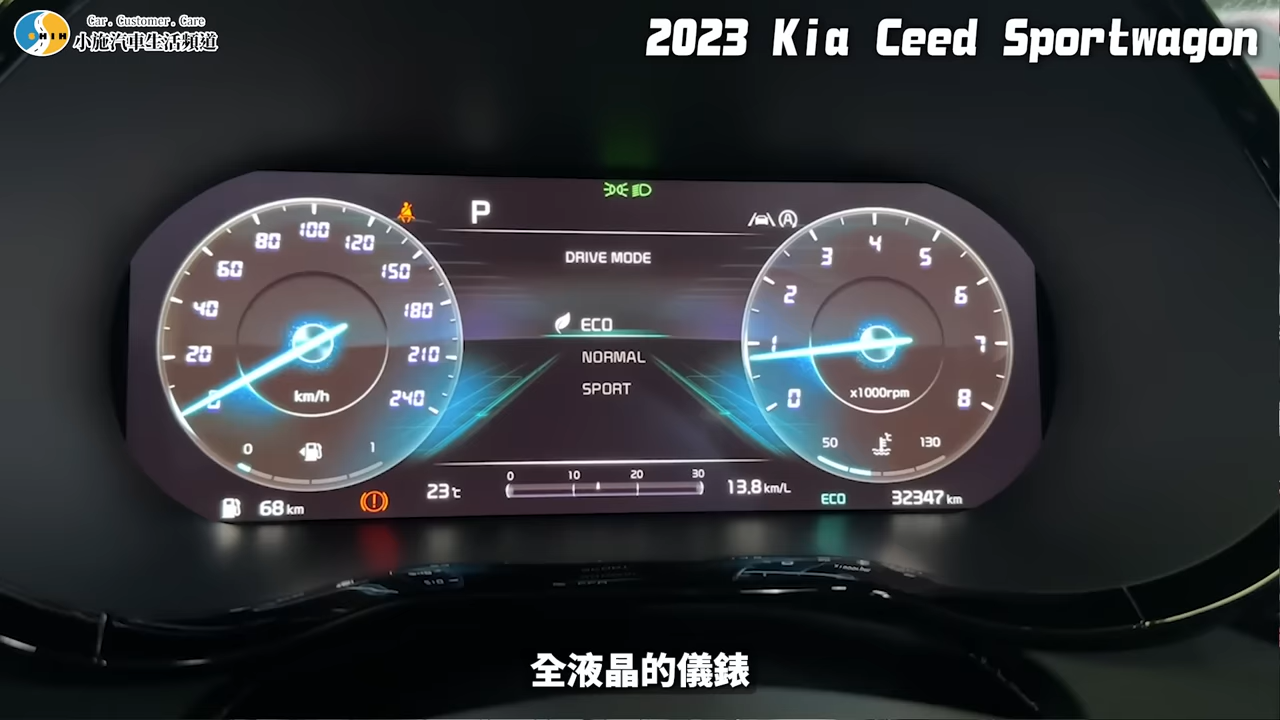 Car. Customer. Care
SHIH
小施汽車生活頻道
2023 Kia Ceed Sportwagon
P
DRIVE MODE
ECO
NORMAL
SPORT
0
20
40
60
80
100
120
150
180
210
240
km/h
0 1
0
1
2
3
4
5
6
7
8
x1000rpm
50 130
68 km
23℃
0 10 20 30
13.8 km/L
ECO
32347 km
全液晶的儀錶